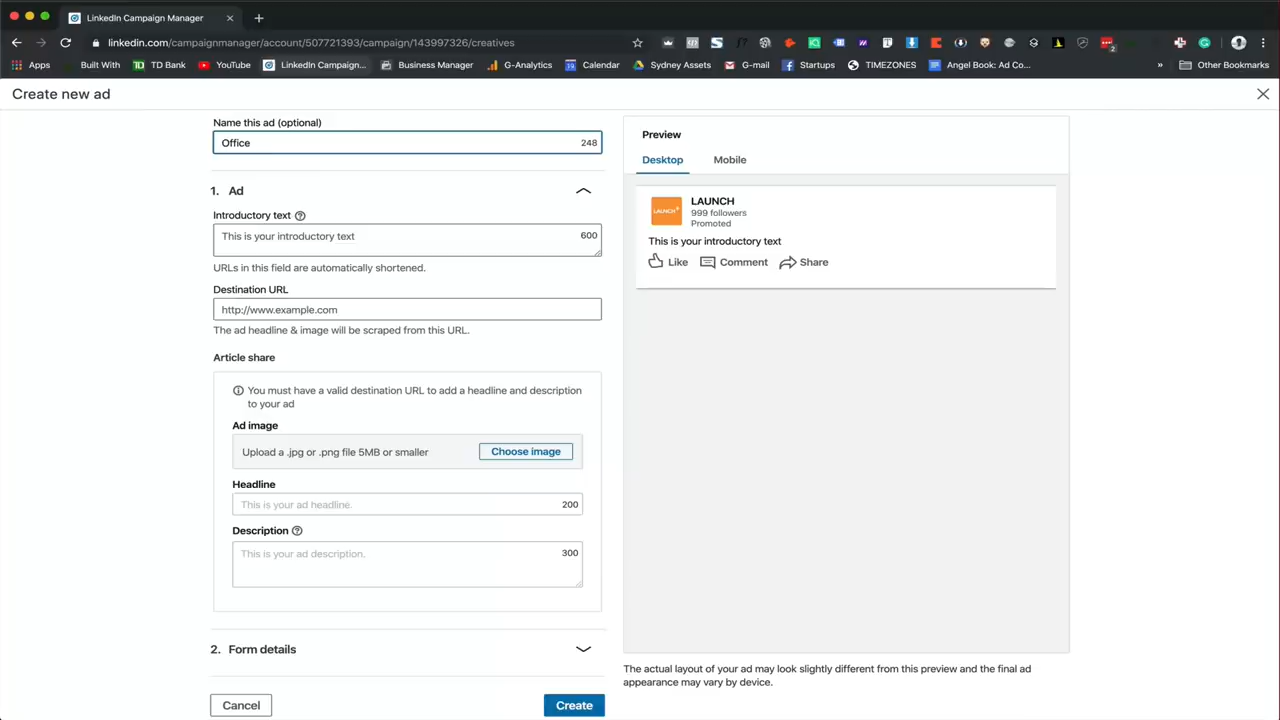 LinkedIn Campaign Manager
linkedin.com/campaignmanager/account/507721393/campaign/143997326/creatives
Apps
Built With
TD Bank
YouTube
LinkedIn Campaign...
Business Manager
G-Analytics
Calendar
Sydney Assets
G-mail
Startups
TIMEZONES
Angel Book: Ad Co...
»
Other Bookmarks
Create new ad
Name this ad (optional)
Office 248
1. Ad
Introductory text
This is your introductory text 600
URLs in this field are automatically shortened.
Destination URL
http://www.example.com
The ad headline & image will be scraped from this URL.
Article share
You must have a valid destination URL to add a headline and description
to your ad
Ad image
Upload a .jpg or .png file 5MB or smaller Choose image
Headline
This is your ad headline. 200
Description
This is your ad description. 300
2. Form details
Cancel Create
Preview
Desktop Mobile
LAUNCH
LAUNCH
999 followers
Promoted
This is your introductory text
Like Comment Share
The actual layout of your ad may look slightly different from this preview and the final ad
appearance may vary by device.